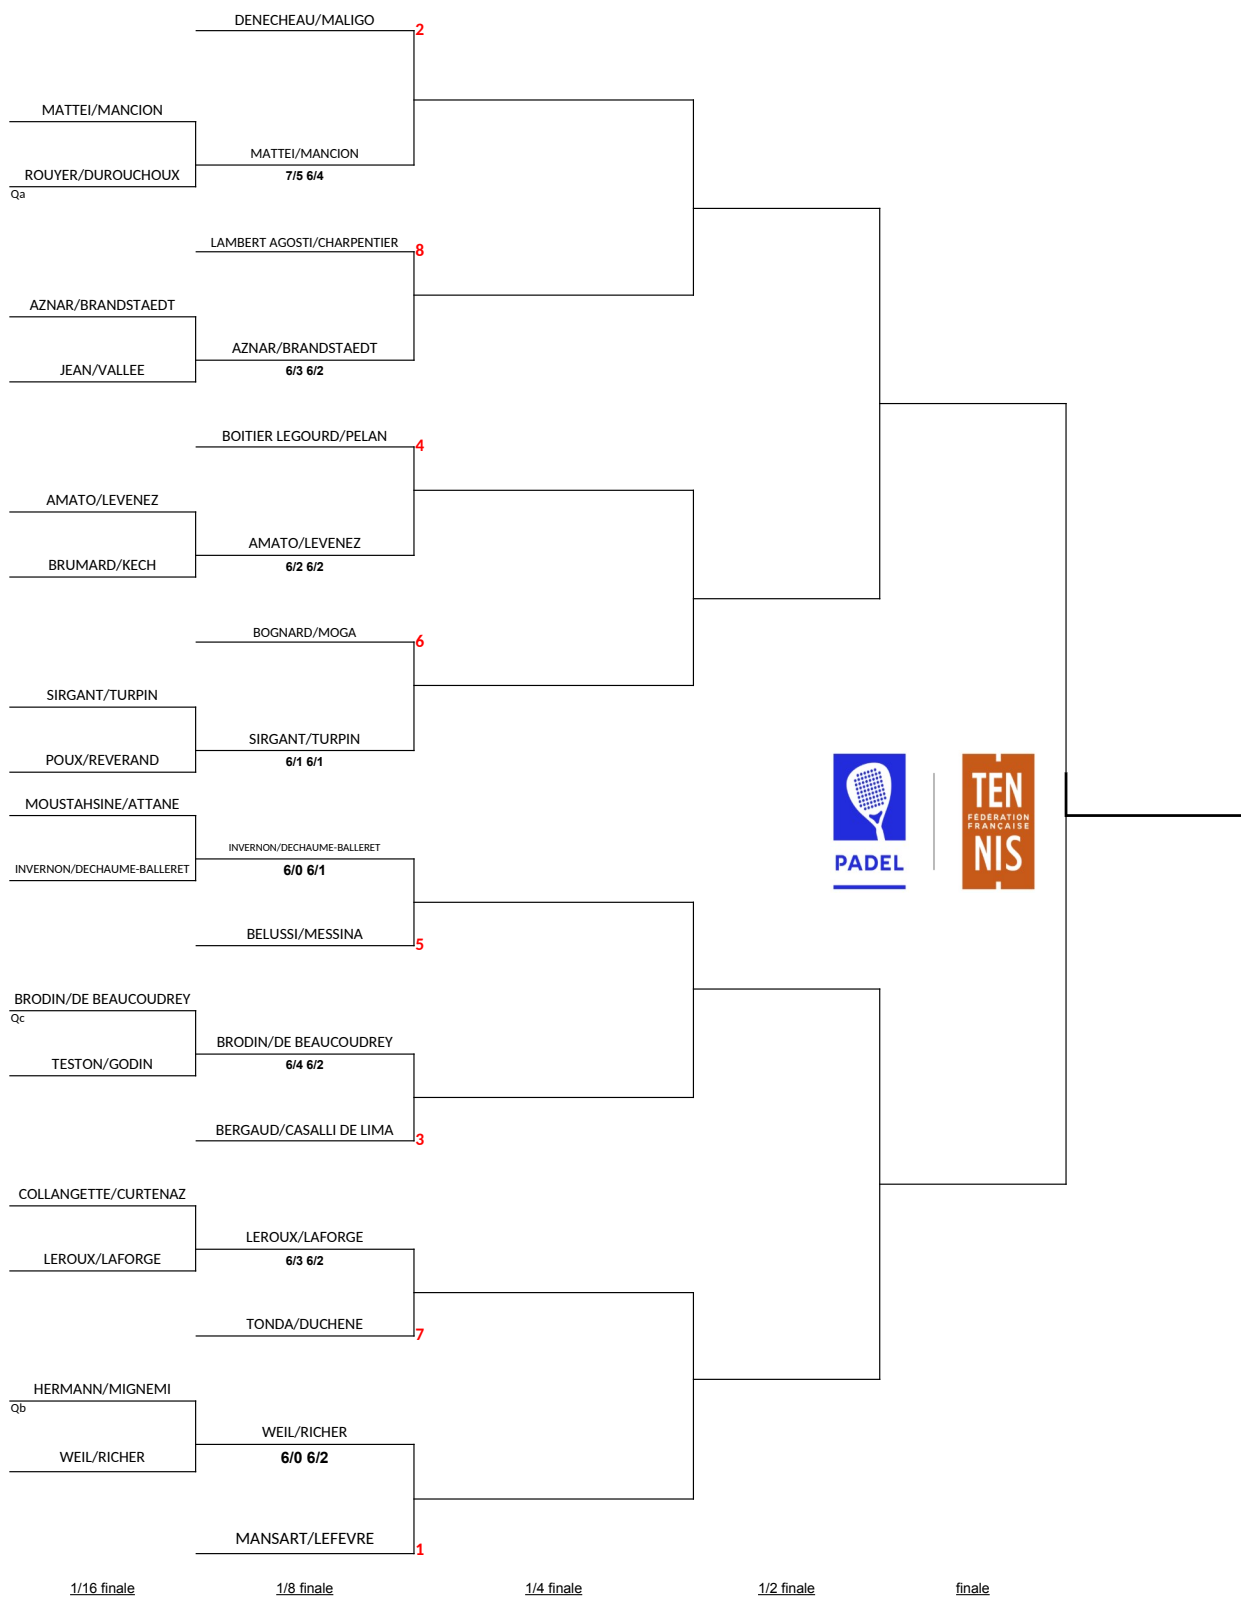 DENECHEAU/MALIGO
2
MATTEI/MANCION
MATTEI/MANCION
7/5 6/4
ROUYER/DUROUCHOUX
Qa
LAMBERT AGOSTI/CHARPENTIER
8
AZNAR/BRANDSTAEDT
AZNAR/BRANDSTAEDT
6/3 6/2
JEAN/VALLEE
BOITIER LEGOURD/PELAN
4
AMATO/LEVENEZ
AMATO/LEVENEZ
6/2 6/2
BRUMARD/KECH
BOGNARD/MOGA
6
SIRGANT/TURPIN
SIRGANT/TURPIN
6/1 6/1
POUX/REVERAND
MOUSTAHSINE/ATTANE
INVERNON/DECHAUME-BALLERET
6/0 6/1
INVERNON/DECHAUME-BALLERET
BELUSSI/MESSINA
5
PADEL
TEN
FÉDÉRATION
FRANÇAISE
NIS
BRODIN/DE BEAUCOUDREY
Qc
BRODIN/DE BEAUCOUDREY
6/4 6/2
TESTON/GODIN
BERGAUD/CASALLI DE LIMA
3
COLLANGETTE/CURTENAZ
LEROUX/LAFORGE
6/3 6/2
LEROUX/LAFORGE
TONDA/DUCHENE
7
HERMANN/MIGNEMI
Qb
WEIL/RICHER
6/0 6/2
WEIL/RICHER
MANSART/LEFEVRE
1
1/16 finale
1/8 finale
1/4 finale
1/2 finale
finale